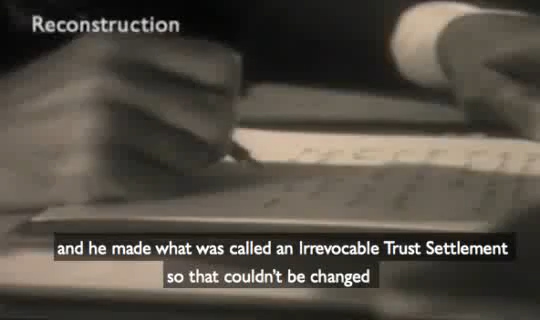 Reconstruction
and he made what was called an Irrevocable Trust Settlement
so that couldn't be changed